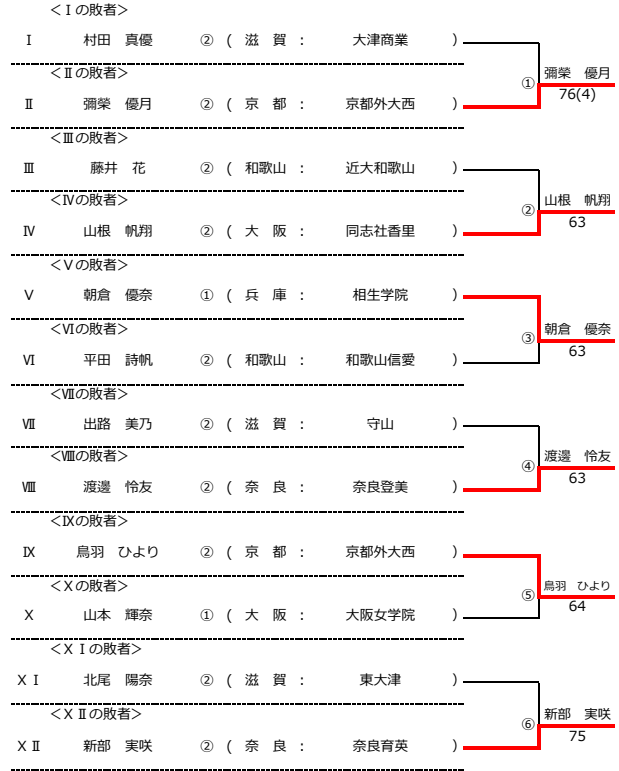 <Ⅰの敗者>
Ⅰ 村田 真優 ② ( 滋 賀 : 大津商業 )
<Ⅱの敗者>
① 彌榮 優月
76(4)
Ⅱ 彌榮 優月 ② ( 京 都 : 京都外大西 )
<Ⅲの敗者>
Ⅲ 藤井 花 ② ( 和歌山 : 近大和歌山 )
<Ⅳの敗者>
② 山根 帆翔
63
Ⅳ 山根 帆翔 ② ( 大 阪 : 同志社香里 )
<Ⅴの敗者>
Ⅴ 朝倉 優奈 ① ( 兵 庫 : 相生学院 )
<Ⅵの敗者>
③ 朝倉 優奈
63
Ⅵ 平田 詩帆 ② ( 和歌山 : 和歌山信愛 )
<Ⅶの敗者>
Ⅶ 出路 美乃 ② ( 滋 賀 : 守山 )
<Ⅷの敗者>
④ 渡邊 怜友
63
Ⅷ 渡邊 怜友 ② ( 奈 良 : 奈良登美 )
<Ⅸの敗者>
Ⅸ 鳥羽 ひより ② ( 京 都 : 京都外大西 )
<Ⅹの敗者>
⑤ 鳥羽 ひより
64
Ⅹ 山本 輝奈 ① ( 大 阪 : 大阪女学院 )
<ⅩⅠの敗者>
ⅩⅠ 北尾 陽奈 ② ( 滋 賀 : 東大津 )
<ⅩⅡの敗者>
⑥ 新部 実咲
75
ⅩⅡ 新部 実咲 ② ( 奈 良 : 奈良育英 )